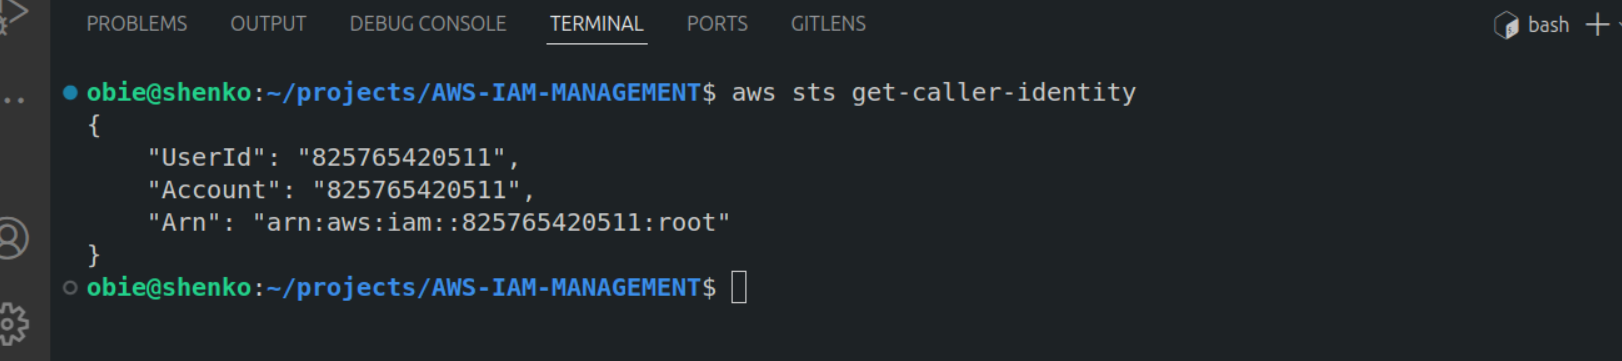 PROBLEMS OUTPUT DEBUG CONSOLE TERMINAL PORTS GITLENS bash
obie@shenko:~/projects/AWS-IAM-MANAGEMENT$ aws sts get-caller-identity
{
    "UserId": "825765420511",
    "Account": "825765420511",
    "Arn": "arn:aws:iam::825765420511:root"
}
obie@shenko:~/projects/AWS-IAM-MANAGEMENT$